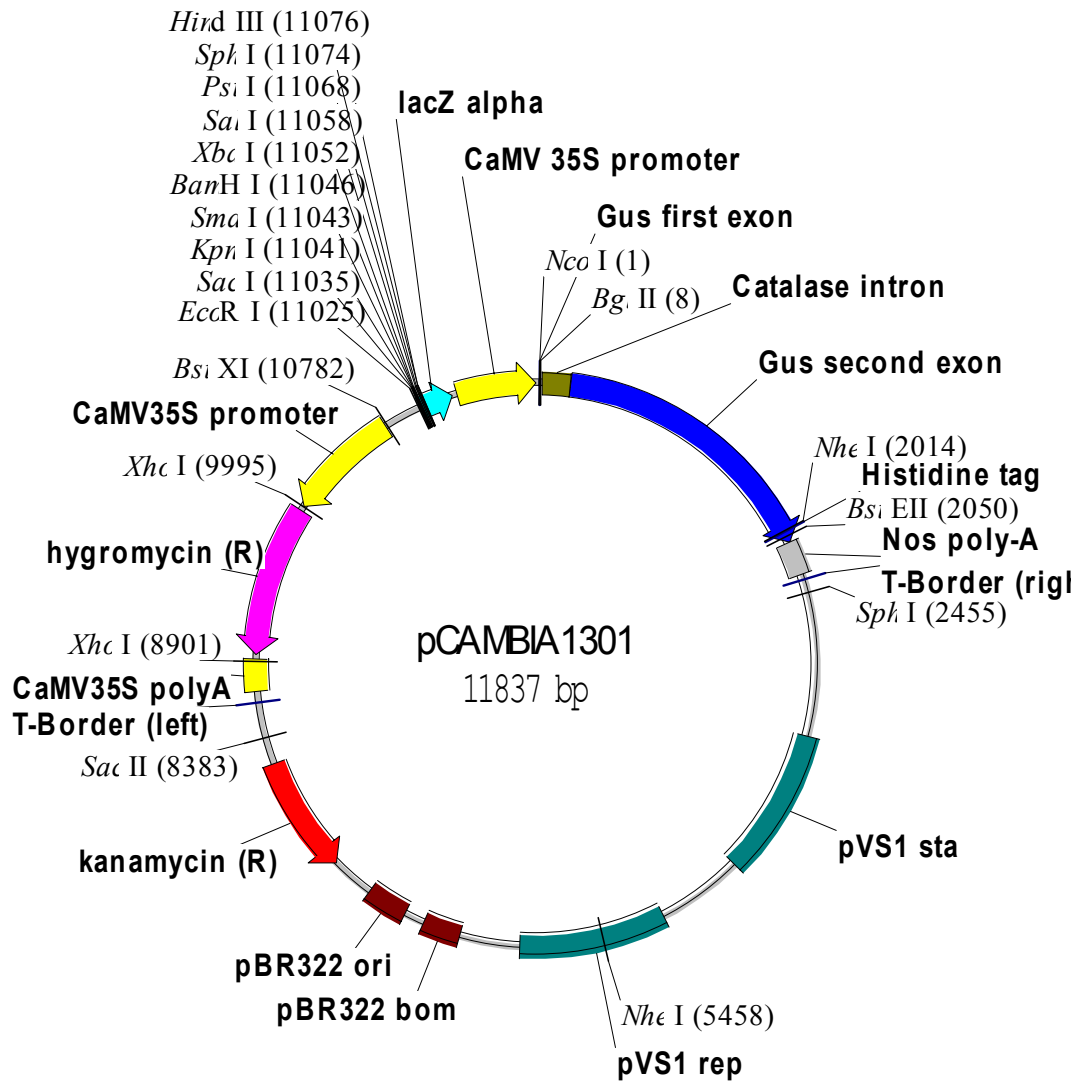 Hind III (11076)
Sph I (11074)
Pst I (11068)
Sal I (11058)
Xba I (11052)
BamH I (11046)
Sma I (11043)
Kpn I (11041)
Sac I (11035)
EcoR I (11025)
Bst XI (10782)
CaMV35S promoter
Xho I (9995)
hygromycin (R)
Xho I (8901)
CaMV35S polyA
T-Border (left)
Sac II (8383)
kanamycin (R)
pBR322 ori
pBR322 bom
lacZ alpha
CaMV 35S promoter
Gus first exon
Nco I (1)
Bgl II (8)
Catalase intron
Gus second exon
Nhe I (2014)
Histidine tag
Bst EII (2050)
Nos poly-A
T-Border (righ
Sph I (2455)
pVS1 sta
Nhe I (5458)
pVS1 rep
pCAMBIA1301
11837 bp